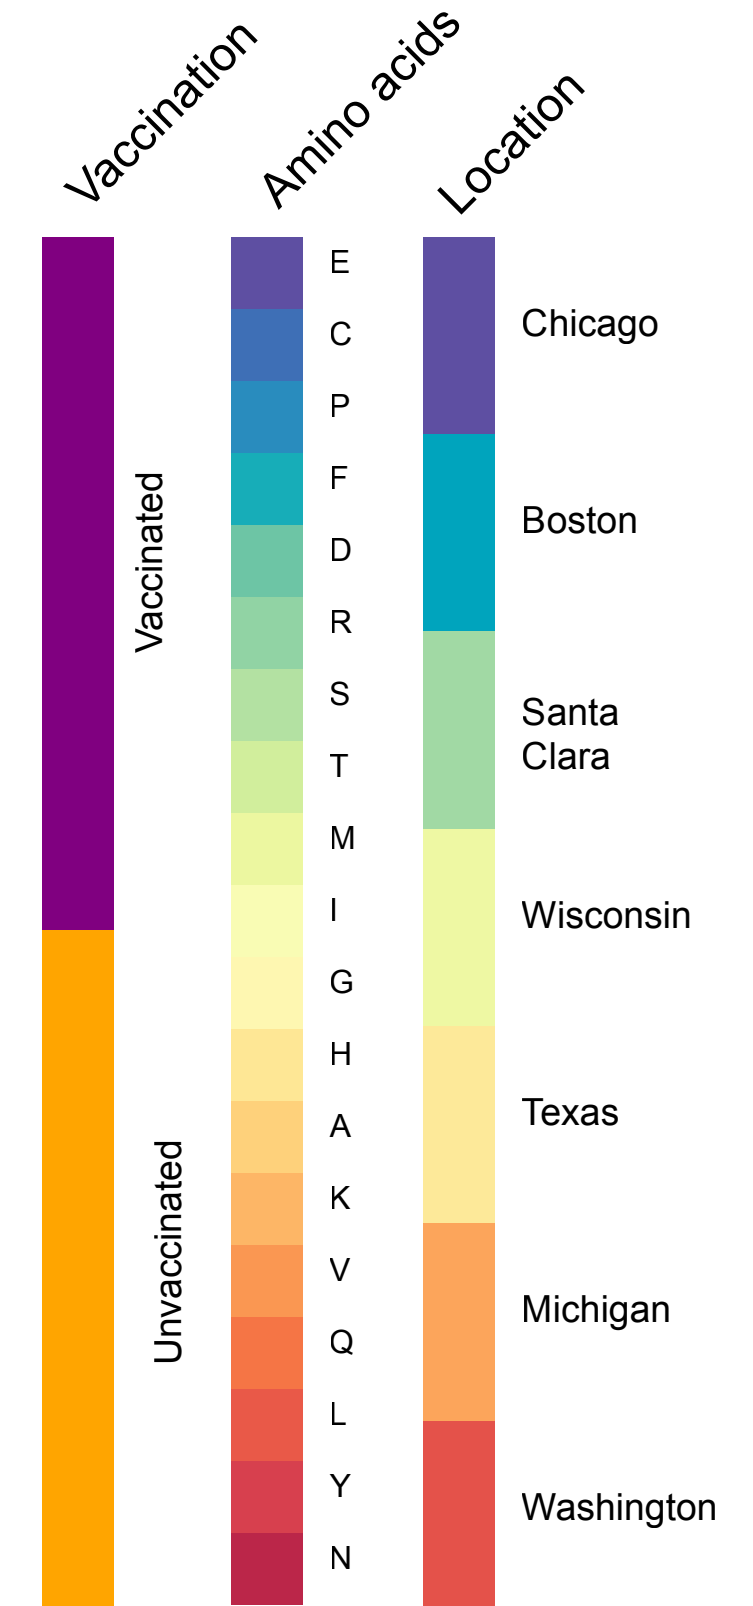 Vaccination
Amino acids
Location
Vaccinated
Unvaccinated
E
C
P
F
D
R
S
T
M
I
G
H
A
K
V
Q
L
Y
N
Chicago
Boston
Santa
Clara
Wisconsin
Texas
Michigan
Washington